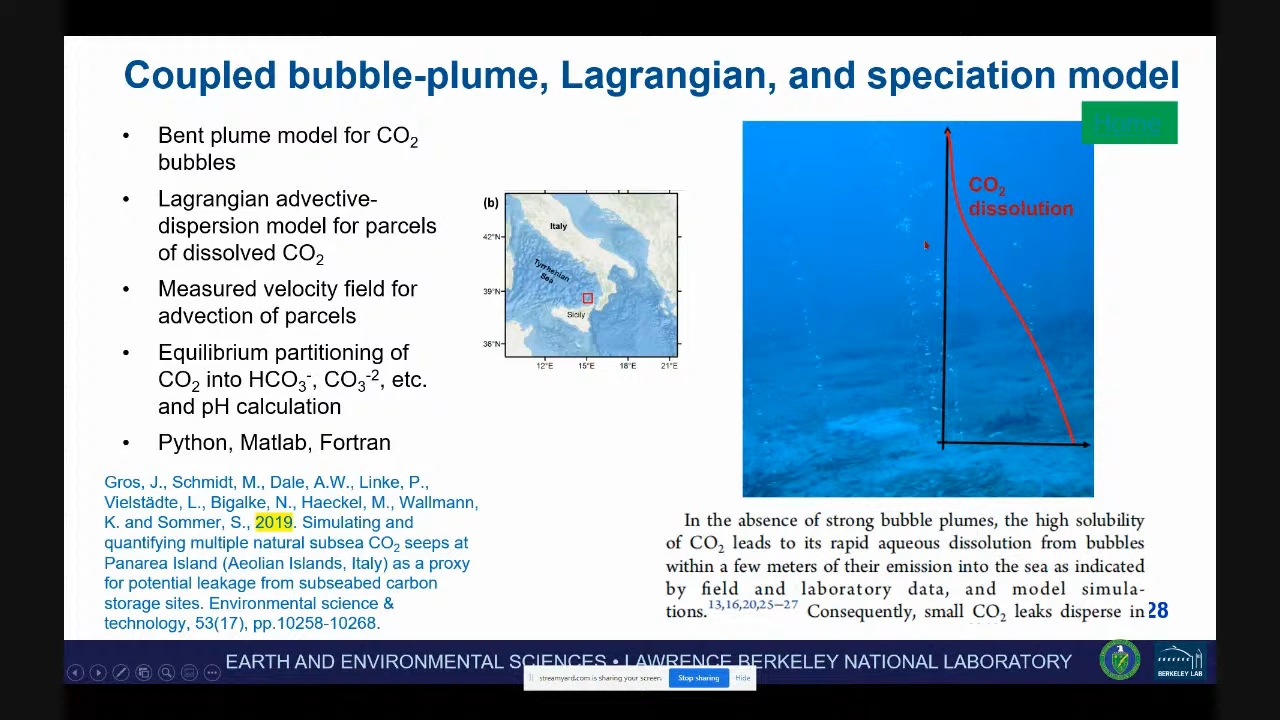 Coupled bubble-plume, Lagrangian, and speciation model
Home
• Bent plume model for CO2
bubbles
• Lagrangian advective-
dispersion model for parcels
of dissolved CO2
• Measured velocity field for
advection of parcels
• Equilibrium partitioning of
CO2 into HCO3-, CO3-2, etc.
and pH calculation
• Python, Matlab, Fortran
Gros, J., Schmidt, M., Dale, A.W., Linke, P.,
Vielstädte, L., Bigalke, N., Haeckel, M., Wallmann,
K. and Sommer, S., 2019. Simulating and
quantifying multiple natural subsea CO2 seeps at
Panarea Island (Aeolian Islands, Italy) as a proxy
for potential leakage from subseabed carbon
storage sites. Environmental science &
technology, 53(17), pp.10258-10268.
(b)
Italy
42°N
Tyrrhenian
Sea
39°N
Sicily
36°N
12°E 15°E 18°E 21°E
CO2
dissolution
In the absence of strong bubble plumes, the high solubility
of CO2 leads to its rapid aqueous dissolution from bubbles
within a few meters of their emission into the sea as indicated
by field and laboratory data, and model simula-
tions.13,16,20,25−27 Consequently, small CO2 leaks disperse in
28
EARTH AND ENVIRONMENTAL SCIENCES • LAWRENCE BERKELEY NATIONAL LABORATORY
BERKELEY LAB
streamyard.com is sharing your screen.
Stop sharing
Hide